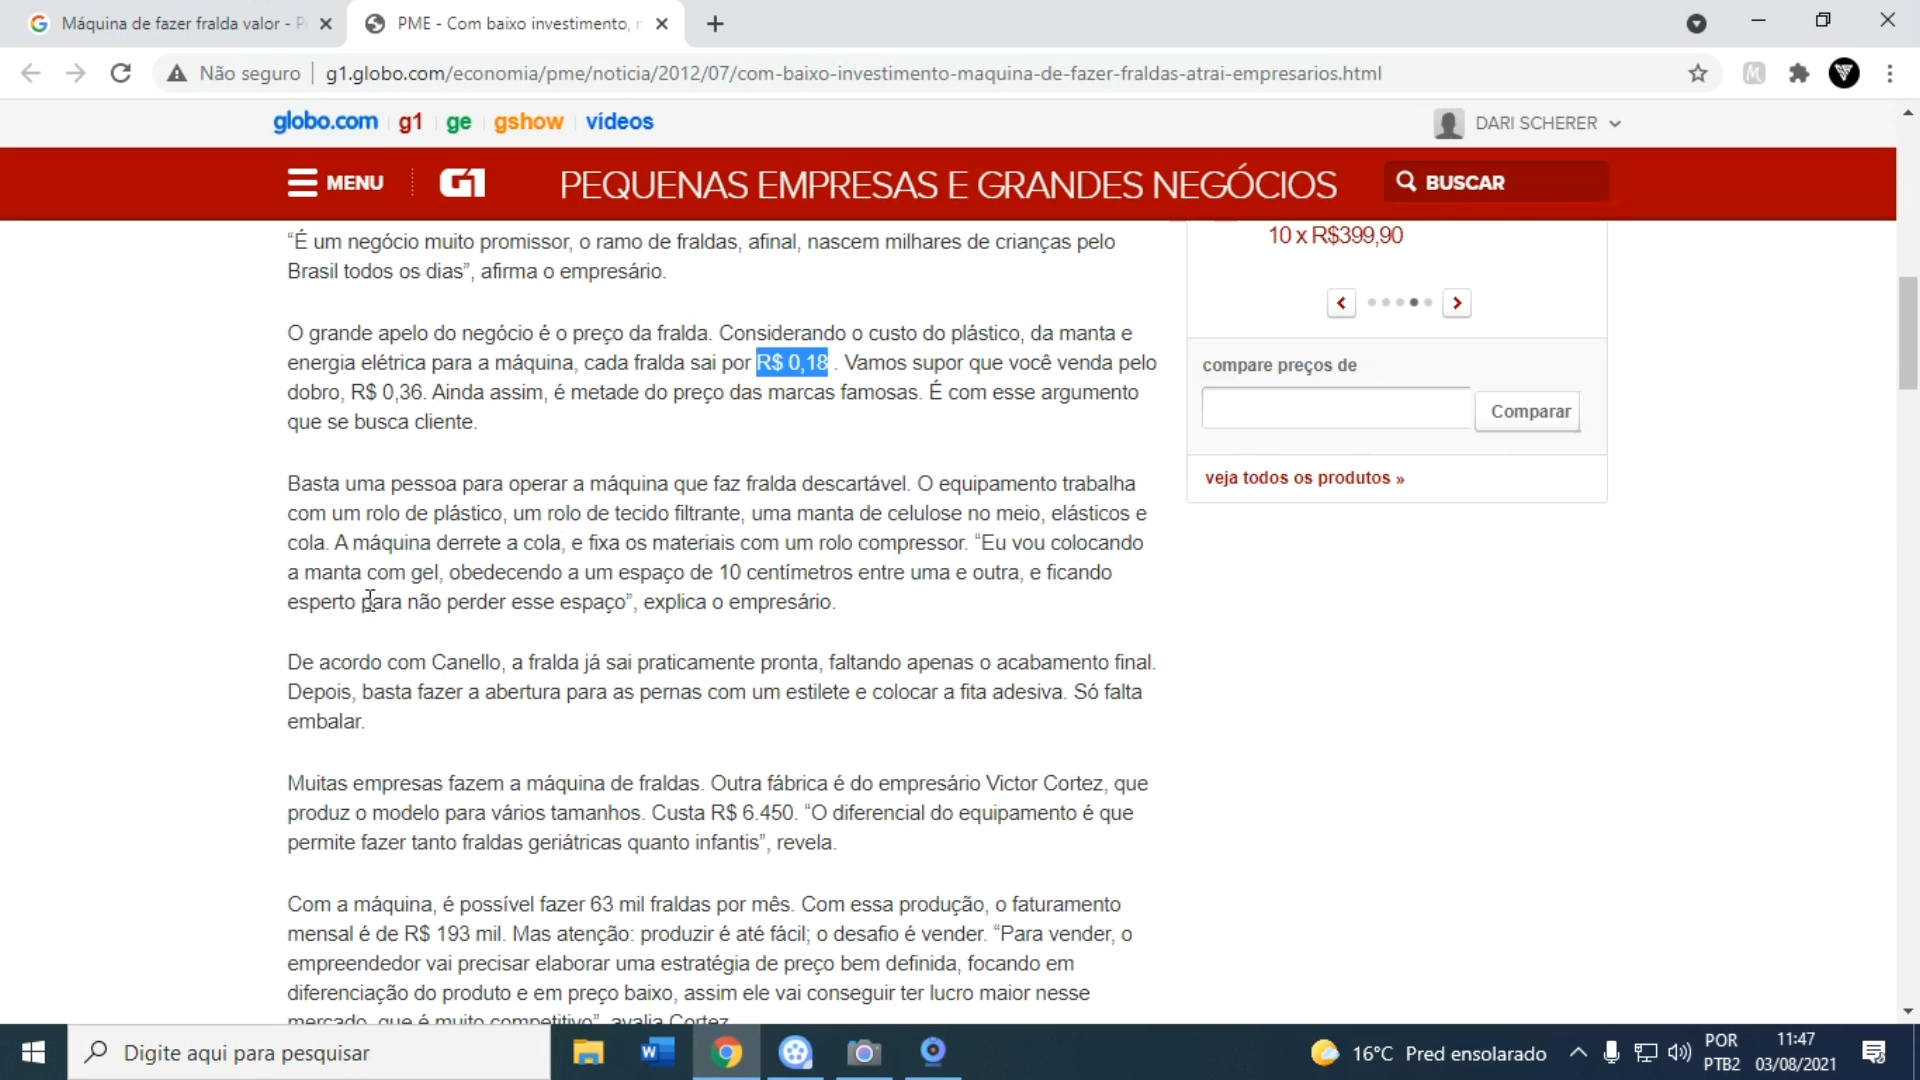 Máquina de fazer fralda valor - P
PME - Com baixo investimento,
Não seguro
g1.globo.com/economia/pme/noticia/2012/07/com-baixo-investimento-maquina-de-fazer-fraldas-atrai-empresarios.html
globo.com g1 ge gshow vídeos
DARI SCHERER
MENU
G1
PEQUENAS EMPRESAS E GRANDES NEGÓCIOS
BUSCAR
“É um negócio muito promissor, o ramo de fraldas, afinal, nascem milhares de crianças pelo
Brasil todos os dias”, afirma o empresário.
O grande apelo do negócio é o preço da fralda. Considerando o custo do plástico, da manta e
energia elétrica para a máquina, cada fralda sai por R$ 0,18 . Vamos supor que você venda pelo
dobro, R$ 0,36. Ainda assim, é metade do preço das marcas famosas. É com esse argumento
que se busca cliente.
Basta uma pessoa para operar a máquina que faz fralda descartável. O equipamento trabalha
com um rolo de plástico, um rolo de tecido filtrante, uma manta de celulose no meio, elásticos e
cola. A máquina derrete a cola, e fixa os materiais com um rolo compressor. “Eu vou colocando
a manta com gel, obedecendo a um espaço de 10 centímetros entre uma e outra, e ficando
esperto para não perder esse espaço”, explica o empresário.
De acordo com Canello, a fralda já sai praticamente pronta, faltando apenas o acabamento final.
Depois, basta fazer a abertura para as pernas com um estilete e colocar a fita adesiva. Só falta
embalar.
Muitas empresas fazem a máquina de fraldas. Outra fábrica é do empresário Victor Cortez, que
produz o modelo para vários tamanhos. Custa R$ 6.450. “O diferencial do equipamento é que
permite fazer tanto fraldas geriátricas quanto infantis”, revela.
Com a máquina, é possível fazer 63 mil fraldas por mês. Com essa produção, o faturamento
mensal é de R$ 193 mil. Mas atenção: produzir é até fácil; o desafio é vender. “Para vender, o
empreendedor vai precisar elaborar uma estratégia de preço bem definida, focando em
diferenciação do produto e em preço baixo, assim ele vai conseguir ter lucro maior nesse
mercado, que é muito competitivo”, avalia Cortez.
10 x R$399,90
compare preços de
Comparar
veja todos os produtos »
Digite aqui para pesquisar
16°C Pred ensolarado
POR
PTB2
11:47
03/08/2021